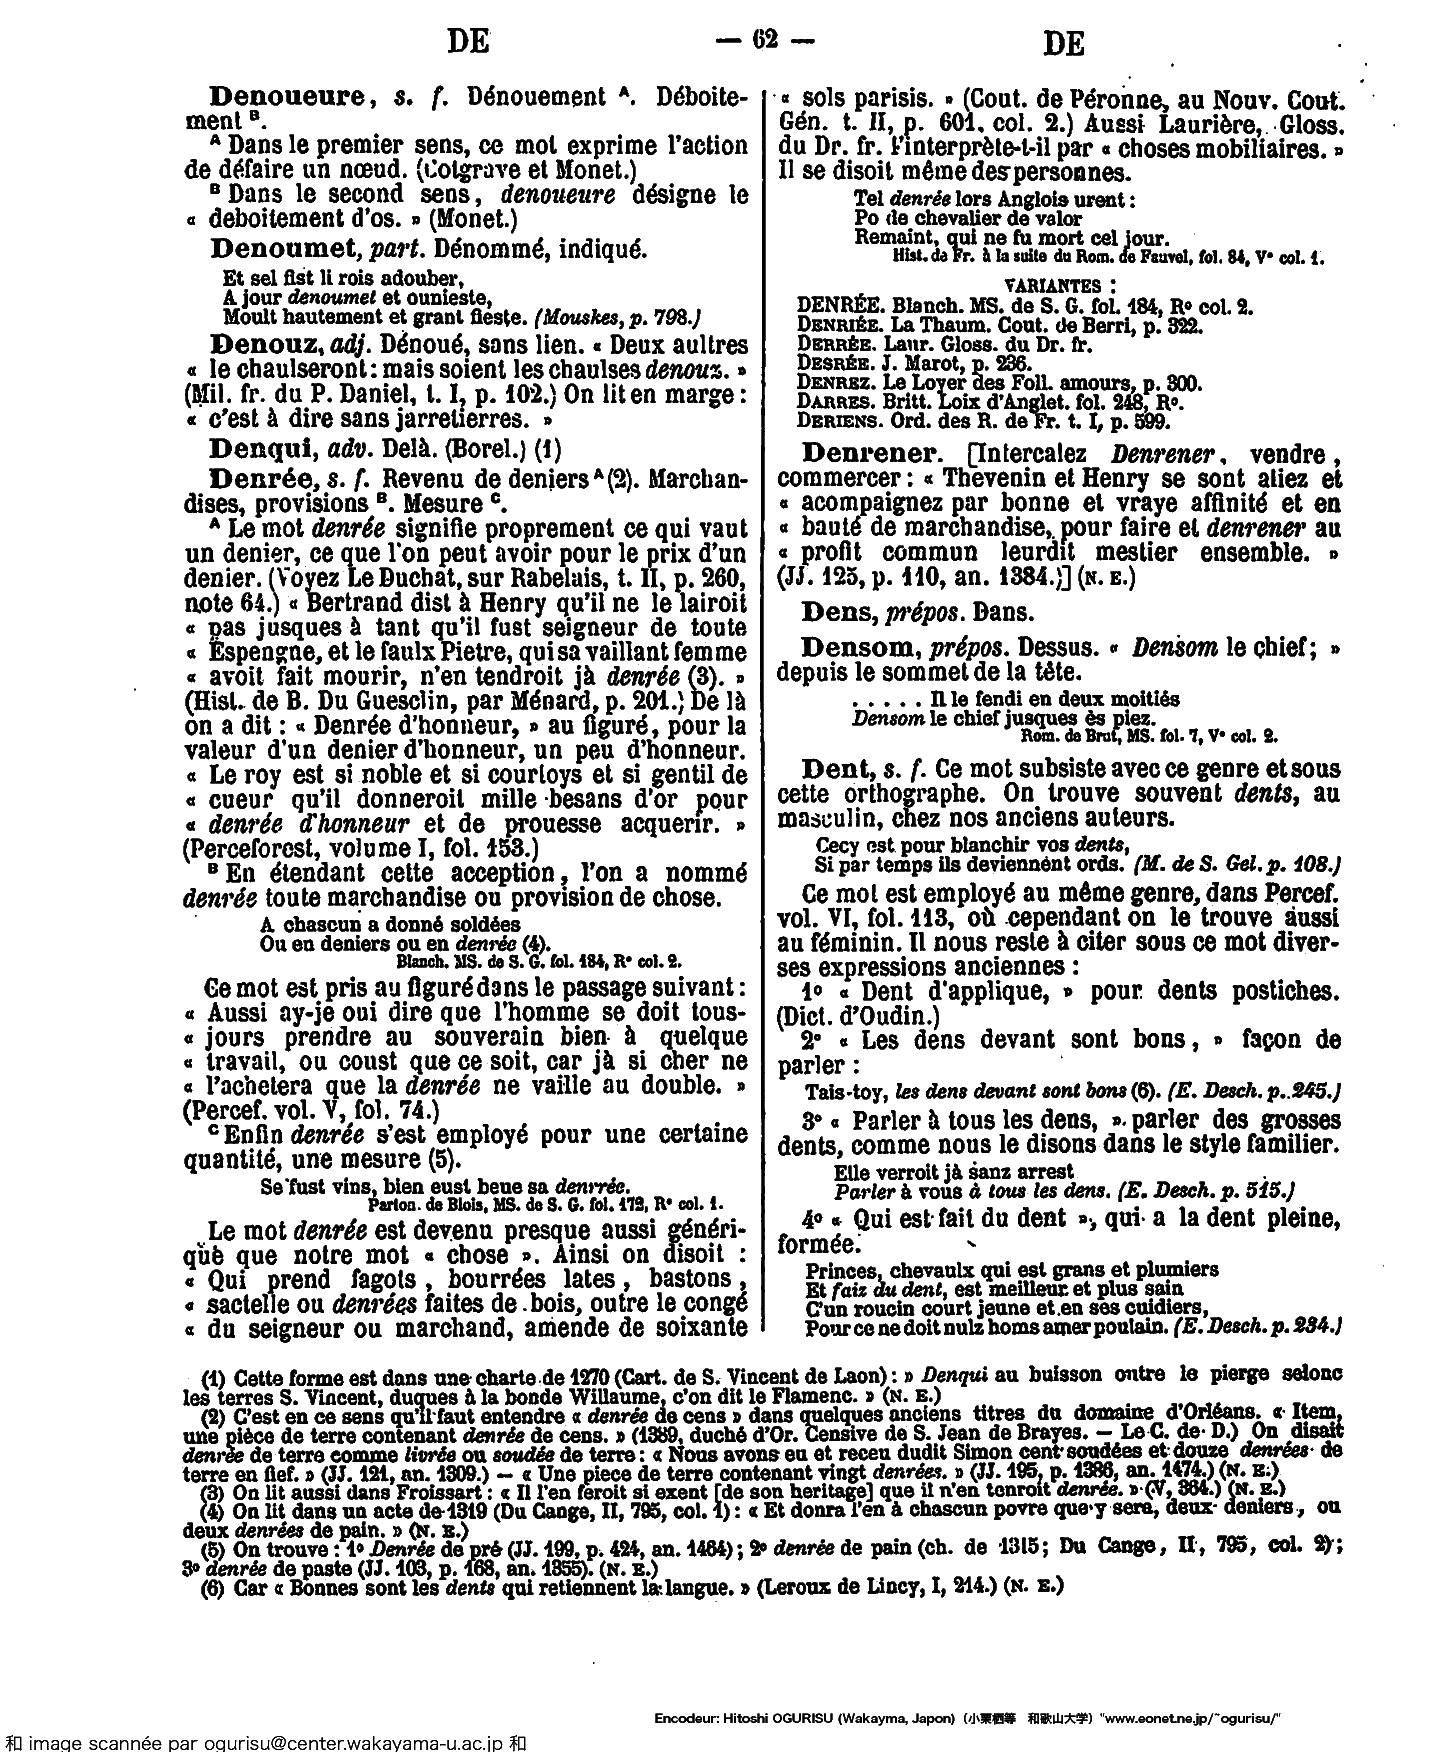 DE
— 62 —
DE
Denoueure, s. f. Dénouement ᴬ. Déboite-
ment ᴮ.
ᴬ Dans le premier sens, ce mot exprime l'action
de défaire un nœud. (Cotgrave et Monet.)
ᴮ Dans le second sens, denoueure désigne le
« deboitement d'os. » (Monet.)
Denoumet, part. Dénommé, indiqué.
Et sel fist li rois adouber,
A jour denoumet et ounieste,
Moult hautement et grant fieste. (Mouskes, p. 798.)
Denouz, adj. Dénoué, sans lien. « Deux aultres
« le chaulseront : mais soient les chaulses denouz. »
(Mil. fr. du P. Daniel, t. I, p. 102.) On lit en marge :
« c'est à dire sans jarretierres. »
Denqui, adv. Delà. (Borel.) (1)
Denrée, s. f. Revenu de deniers ᴬ (2). Marchan-
dises, provisions ᴮ. Mesure ᶜ.
ᴬ Le mot denrée signifie proprement ce qui vaut
un denier, ce que l'on peut avoir pour le prix d'un
denier. (Voyez Le Duchat, sur Rabelais, t. II, p. 260,
note 64.) « Bertrand dist à Henry qu'il ne le lairoit
« pas jusques à tant qu'il fust seigneur de toute
« Espengne, et le faulx Pietre, qui sa vaillant femme
« avoit fait mourir, n'en tendroit jà denrée (3). »
(Hist. de B. Du Guesclin, par Ménard, p. 201.) De là
on a dit : « Denrée d'honneur, » au figuré, pour la
valeur d'un denier d'honneur, un peu d'honneur.
« Le roy est si noble et si courtoys et si gentil de
« cueur qu'il donneroit mille besans d'or pour
« denrée d'honneur et de prouesse acquerir. »
(Perceforest, volume I, fol. 153.)
ᴮ En étendant cette acception, l'on a nommé
denrée toute marchandise ou provision de chose.
A chascun a donné soldées
Ou en deniers ou en denrée (4).
Blanch. MS. de S. G. fol. 184, Rº col. 2.
Ce mot est pris au figuré dans le passage suivant :
« Aussi ay-je oui dire que l'homme se doit tous-
« jours prendre au souverain bien à quelque
« travail, ou coust que ce soit, car jà si cher ne
« l'achetera que la denrée ne vaille au double. »
(Percef. vol. V, fol. 74.)
ᶜ Enfin denrée s'est employé pour une certaine
quantité, une mesure (5).
Se fust vins, bien eust beue sa denrrée.
Parton. de Blois, MS. de S. G. fol. 172, Rº col. 1.
Le mot denrée est devenu presque aussi généri-
que que notre mot « chose ». Ainsi on disoit :
« Qui prend fagots, bourrées lates, bastons,
« sactelle ou denrées faites de bois, outre le congé
« du seigneur ou marchand, amende de soixante
« sols parisis. » (Cout. de Péronne, au Nouv. Cout.
Gén. t. II, p. 601, col. 2.) Aussi Laurière, Gloss.
du Dr. fr. l'interprète-t-il par « choses mobiliaires. »
Il se disoit même des personnes.
Tel denrée lors Anglois urent :
Po de chevalier de valor
Remaint, qui ne fu mort cel jour.
Hist. de Fr. à la suite du Rom. de Fauvel, fol. 84, Vº col. 1.
VARIANTES :
DENRÉE. Blanch. MS. de S. G. fol. 184, Rº col. 2.
DENRIÉE. La Thaum. Cout. de Berri, p. 322.
DERRÉE. Laur. Gloss. du Dr. fr.
DESRÉE. J. Marot, p. 236.
DENREZ. Le Loyer des Foll. amours, p. 300.
DARRES. Britt. Loix d'Anglet. fol. 248, Rº.
DERIENS. Ord. des R. de Fr. t. I, p. 599.
Denrener. [Intercalez Denrener, vendre,
commercer : « Thevenin et Henry se sont aliez et
« acompaignez par bonne et vraye affinité et en
« bauté de marchandise, pour faire et denrener au
« profit commun leurdit mestier ensemble. »
(JJ. 125, p. 110, an. 1384.)] (N. E.)
Dens, prépos. Dans.
Densom, prépos. Dessus. « Densom le chief ; »
depuis le sommet de la tête.
. . . . . Il le fendi en deux moitiés
Densom le chief jusques ès piez.
Rom. de Brut, MS. fol. 7, Vº col. 2.
Dent, s. f. Ce mot subsiste avec ce genre et sous
cette orthographe. On trouve souvent dents, au
masculin, chez nos anciens auteurs.
Cecy est pour blanchir vos dents,
Si par temps ils deviennent ords. (M. de S. Gel. p. 108.)
Ce mot est employé au même genre, dans Percef.
vol. VI, fol. 113, où cependant on le trouve aussi
au féminin. Il nous reste à citer sous ce mot diver-
ses expressions anciennes :
1º « Dent d'applique, » pour dents postiches.
(Dict. d'Oudin.)
2º « Les dens devant sont bons, » façon de
parler :
Tais-toy, les dens devant sont bons (6). (E. Desch. p. 245.)
3º « Parler à tous les dens, » parler des grosses
dents, comme nous le disons dans le style familier.
Elle verroit jà sanz arrest
Parler à vous à tous les dens. (E. Desch. p. 515.)
4º « Qui est fait du dent », qui a la dent pleine,
formée.
Princes, chevaulx qui est grans et plumiers
Et faiz du dent, est meilleur et plus sain
C'un roucin court jeune et en ses cuidiers,
Pour ce ne doit nulz homs amer poulain. (E. Desch. p. 234.)
(1) Cette forme est dans une charte de 1270 (Cart. de S. Vincent de Laon) : » Denqui au buisson outre le pierge selonc
les terres S. Vincent, duques à la bonde Willaume, c'on dit le Flamenc. » (N. E.)
(2) C'est en ce sens qu'il faut entendre « denrée de cens » dans quelques anciens titres du domaine d'Orléans. « Item,
une pièce de terre contenant denrée de cens. » (1389, duché d'Or. Censive de S. Jean de Brayes. — Le C. de D.) On disait
denrée de terre comme livrée ou soudée de terre : « Nous avons eu et receu dudit Simon cent soudées et douze denrées de
terre en fief. » (JJ. 121, an. 1309.) — « Une piece de terre contenant vingt denrées. » (JJ. 195, p. 1386, an. 1474.) (N. E.)
(3) On lit aussi dans Froissart : « Il l'en feroit si exent [de son heritage] que il n'en tenroit denrée. » (V, 364.) (N. E.)
(4) On lit dans un acte de 1319 (Du Cange, II, 795, col. 1) : « Et donra l'en à chascun povre que y sera, deux deniers, ou
deux denrées de pain. » (N. E.)
(5) On trouve : 1º Denrée de pré (JJ. 199, p. 424, an. 1464) ; 2º denrée de pain (ch. de 1315 ; Du Cange, II, 795, col. 2) ;
3º denrée de paste (JJ. 103, p. 168, an. 1355). (N. E.)
(6) Car « Bonnes sont les dents qui retiennent la langue. » (Leroux de Lincy, I, 214.) (N. E.)
Encodeur: Hitoshi OGURISU (Wakayma, Japon) (小栗栖等 和歌山大学) "www.eonet.ne.jp/~ogurisu/"
和 image scannée par ogurisu@center.wakayama-u.ac.jp 和